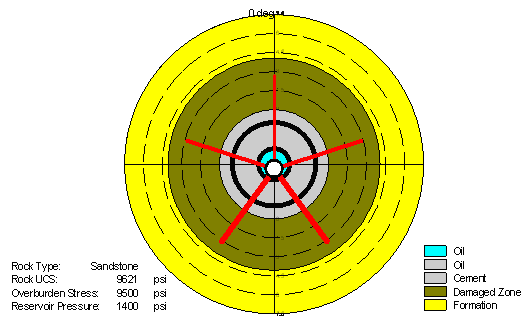 0 deg
Rock Type: Sandstone
Rock UCS: 9621 psi
Overburden Stress: 9500 psi
Reservoir Pressure: 1400 psi
Oil
Oil
Cement
Damaged Zone
Formation